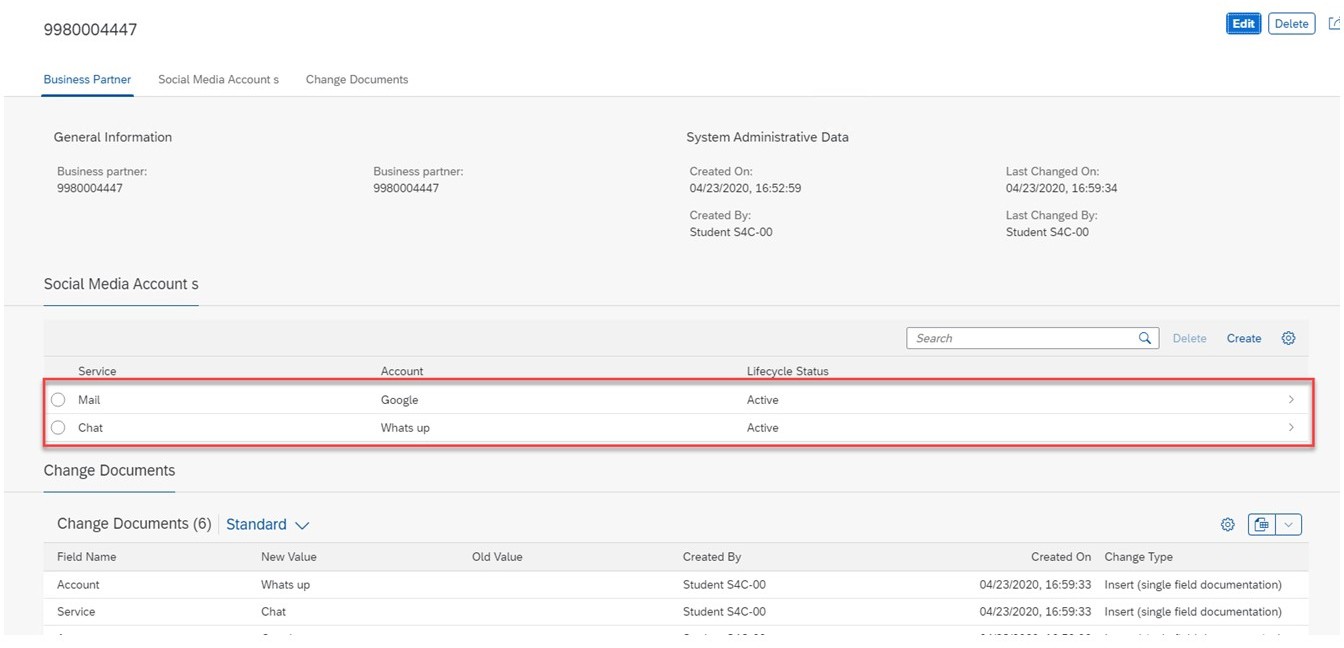 9980004447
Edit Delete
Business Partner Social Media Account s Change Documents
General Information System Administrative Data
Business partner: Business partner: Created On: Last Changed On:
9980004447 9980004447 04/23/2020, 16:52:59 04/23/2020, 16:59:34
Created By: Last Changed By:
Student S4C-00 Student S4C-00
Social Media Account s
Search Delete Create
Service Account Lifecycle Status
Mail Google Active
Chat Whats up Active
Change Documents
Change Documents (6) Standard
Field Name New Value Old Value Created By Created On Change Type
Account Whats up Student S4C-00 04/23/2020, 16:59:33 Insert (single field documentation)
Service Chat Student S4C-00 04/23/2020, 16:59:33 Insert (single field documentation)